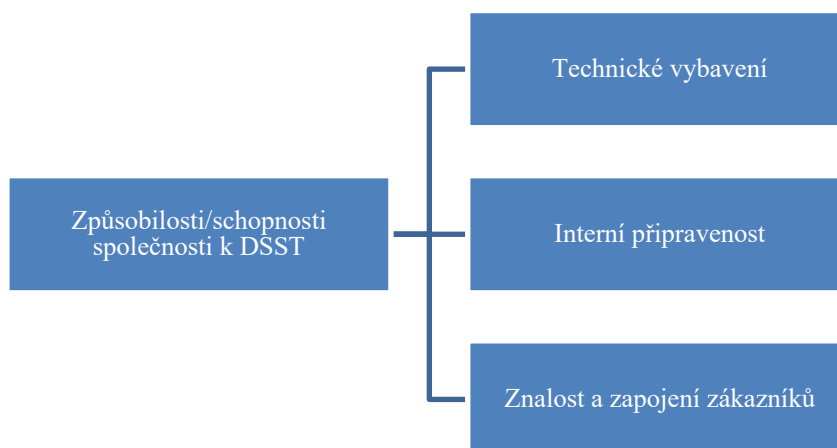 Technické vybavení
Způsobilosti/schopnosti
společnosti k DSST
Interní připravenost
Znalost a zapojení zákazníků